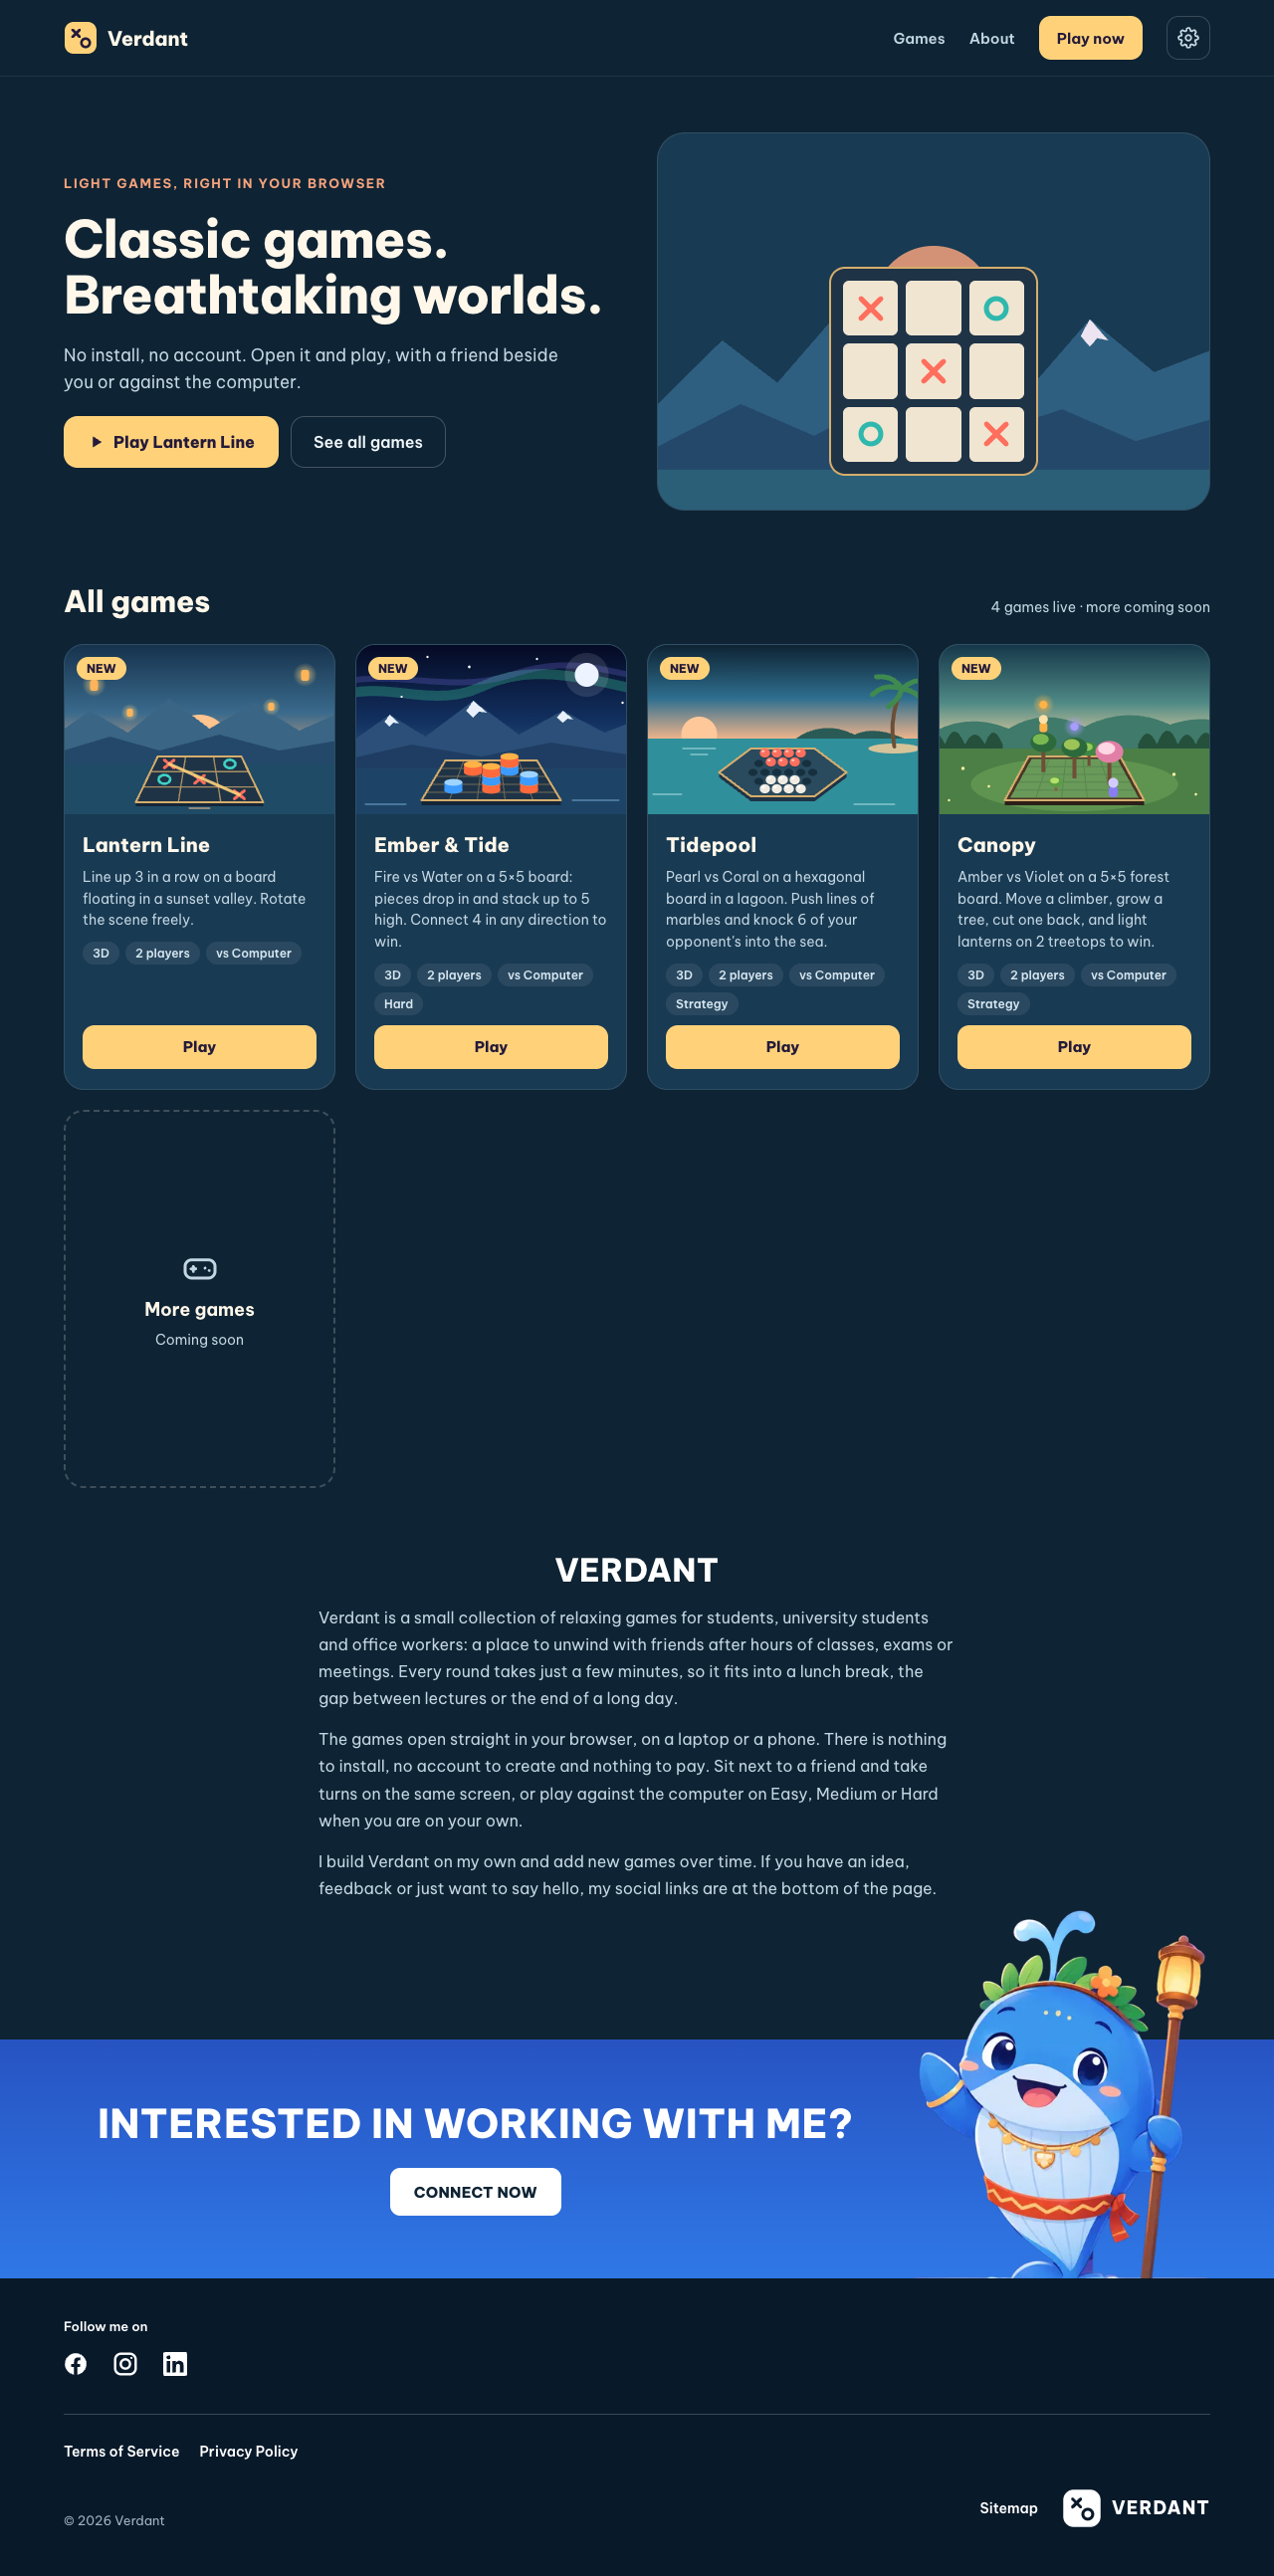 Verdant
Games About Play now
LIGHT GAMES, RIGHT IN YOUR BROWSER
Classic games.
Breathtaking worlds.
No install, no account. Open it and play, with a friend beside
you or against the computer.
Play Lantern Line See all games
All games
4 games live · more coming soon
NEW
Lantern Line
Line up 3 in a row on a board
floating in a sunset valley. Rotate
the scene freely.
3D 2 players vs Computer
Play
NEW
Ember & Tide
Fire vs Water on a 5×5 board:
pieces drop in and stack up to 5
high. Connect 4 in any direction to
win.
3D 2 players vs Computer
Hard
Play
NEW
Tidepool
Pearl vs Coral on a hexagonal
board in a lagoon. Push lines of
marbles and knock 6 of your
opponent's into the sea.
3D 2 players vs Computer
Strategy
Play
NEW
Canopy
Amber vs Violet on a 5×5 forest
board. Move a climber, grow a
tree, cut one back, and light
lanterns on 2 treetops to win.
3D 2 players vs Computer
Strategy
Play
More games
Coming soon
VERDANT
Verdant is a small collection of relaxing games for students, university students
and office workers: a place to unwind with friends after hours of classes, exams or
meetings. Every round takes just a few minutes, so it fits into a lunch break, the
gap between lectures or the end of a long day.
The games open straight in your browser, on a laptop or a phone. There is nothing
to install, no account to create and nothing to pay. Sit next to a friend and take
turns on the same screen, or play against the computer on Easy, Medium or Hard
when you are on your own.
I build Verdant on my own and add new games over time. If you have an idea,
feedback or just want to say hello, my social links are at the bottom of the page.
INTERESTED IN WORKING WITH ME?
CONNECT NOW
Follow me on
Terms of Service Privacy Policy
© 2026 Verdant
Sitemap VERDANT